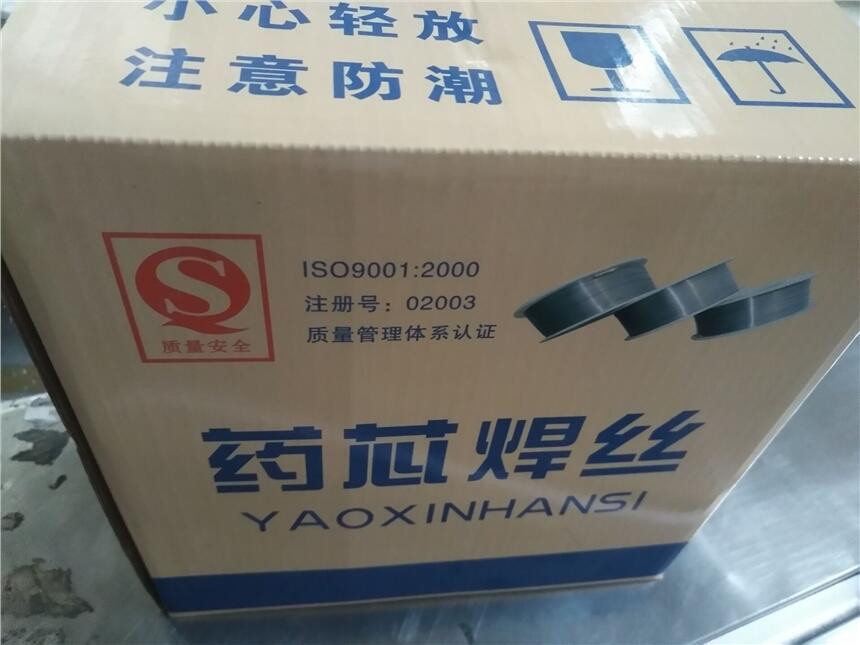 小心轻放
注意防潮
质量安全
ISO9001:2000
注册号：02003
质量管理体系认证
药芯焊丝
YAOXINHANSI